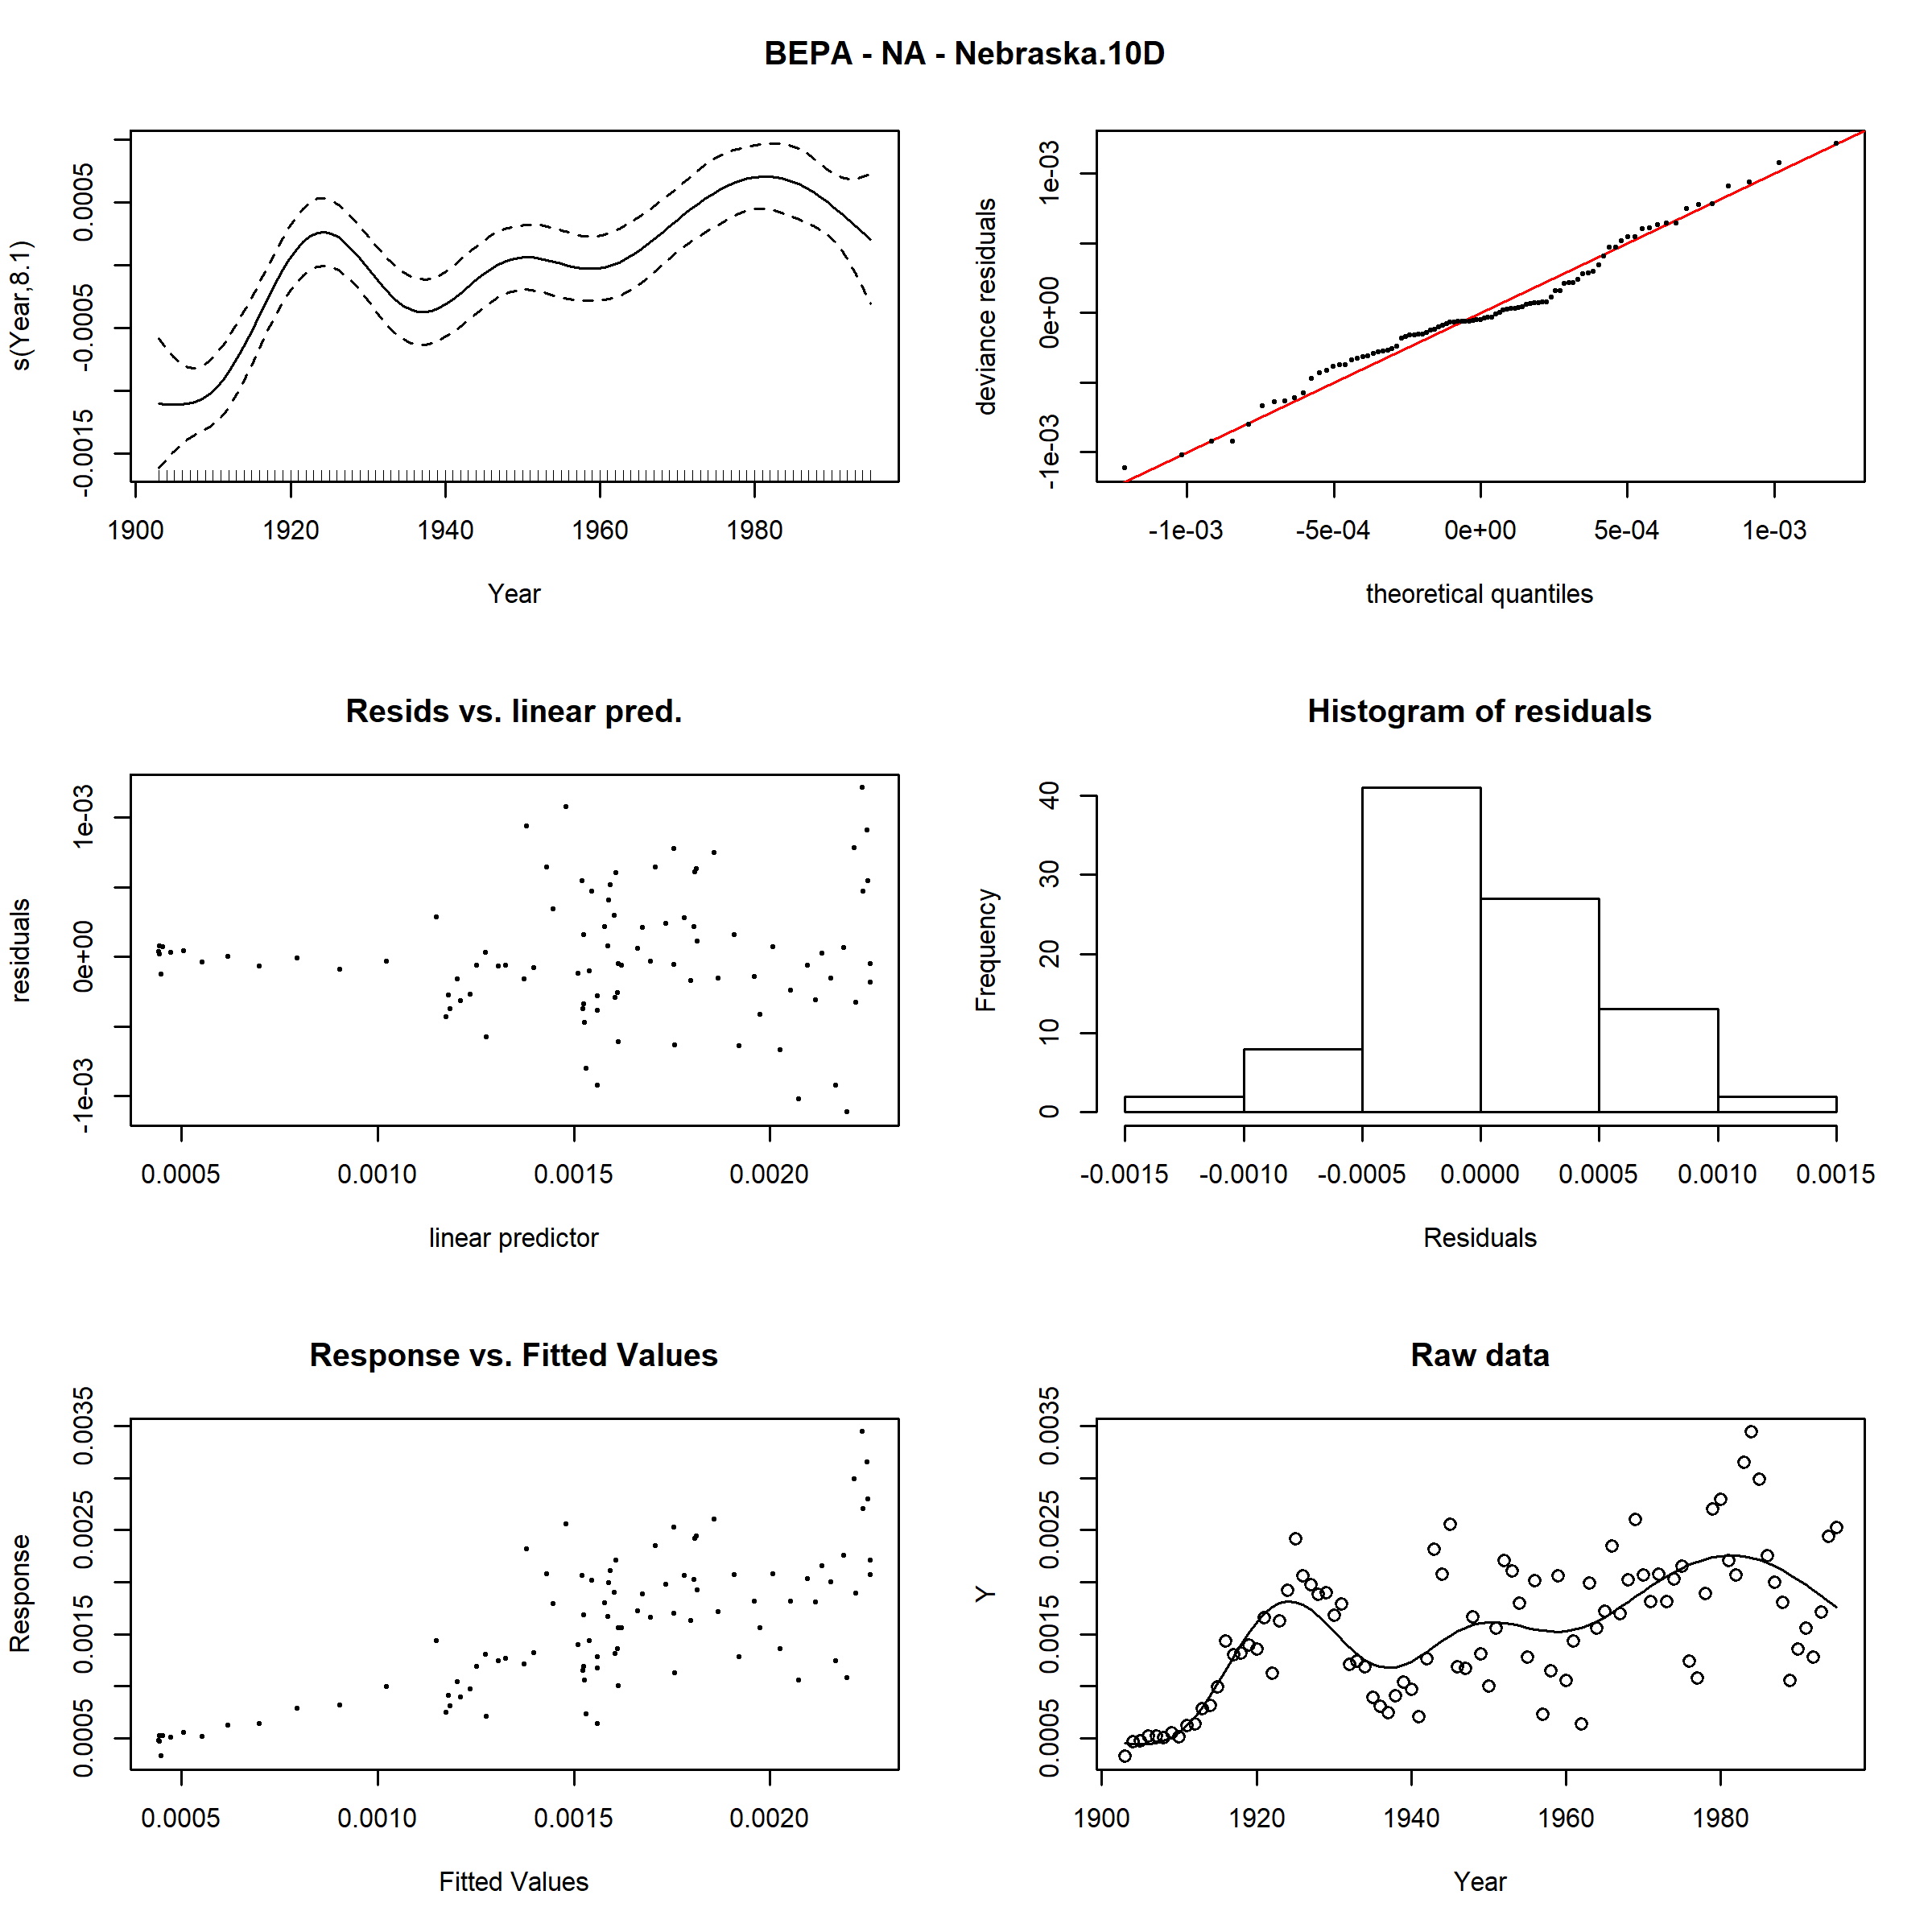 BEPA - NA - Nebraska.10D
s(Year,8.1)
-0.0015 -0.0005 0.0005
1900 1920 1940 1960 1980
Year
deviance residuals
-1e-03 0e+00 1e-03
-1e-03 -5e-04 0e+00 5e-04 1e-03
theoretical quantiles
Resids vs. linear pred.
residuals
-1e-03 0e+00 1e-03
0.0005 0.0010 0.0015 0.0020
linear predictor
Histogram of residuals
Frequency
0 10 20 30 40
-0.0015 -0.0010 -0.0005 0.0000 0.0005 0.0010 0.0015
Residuals
Response vs. Fitted Values
Response
0.0005 0.0015 0.0025 0.0035
0.0005 0.0010 0.0015 0.0020
Fitted Values
Raw data
Y
0.0005 0.0015 0.0025 0.0035
1900 1920 1940 1960 1980
Year